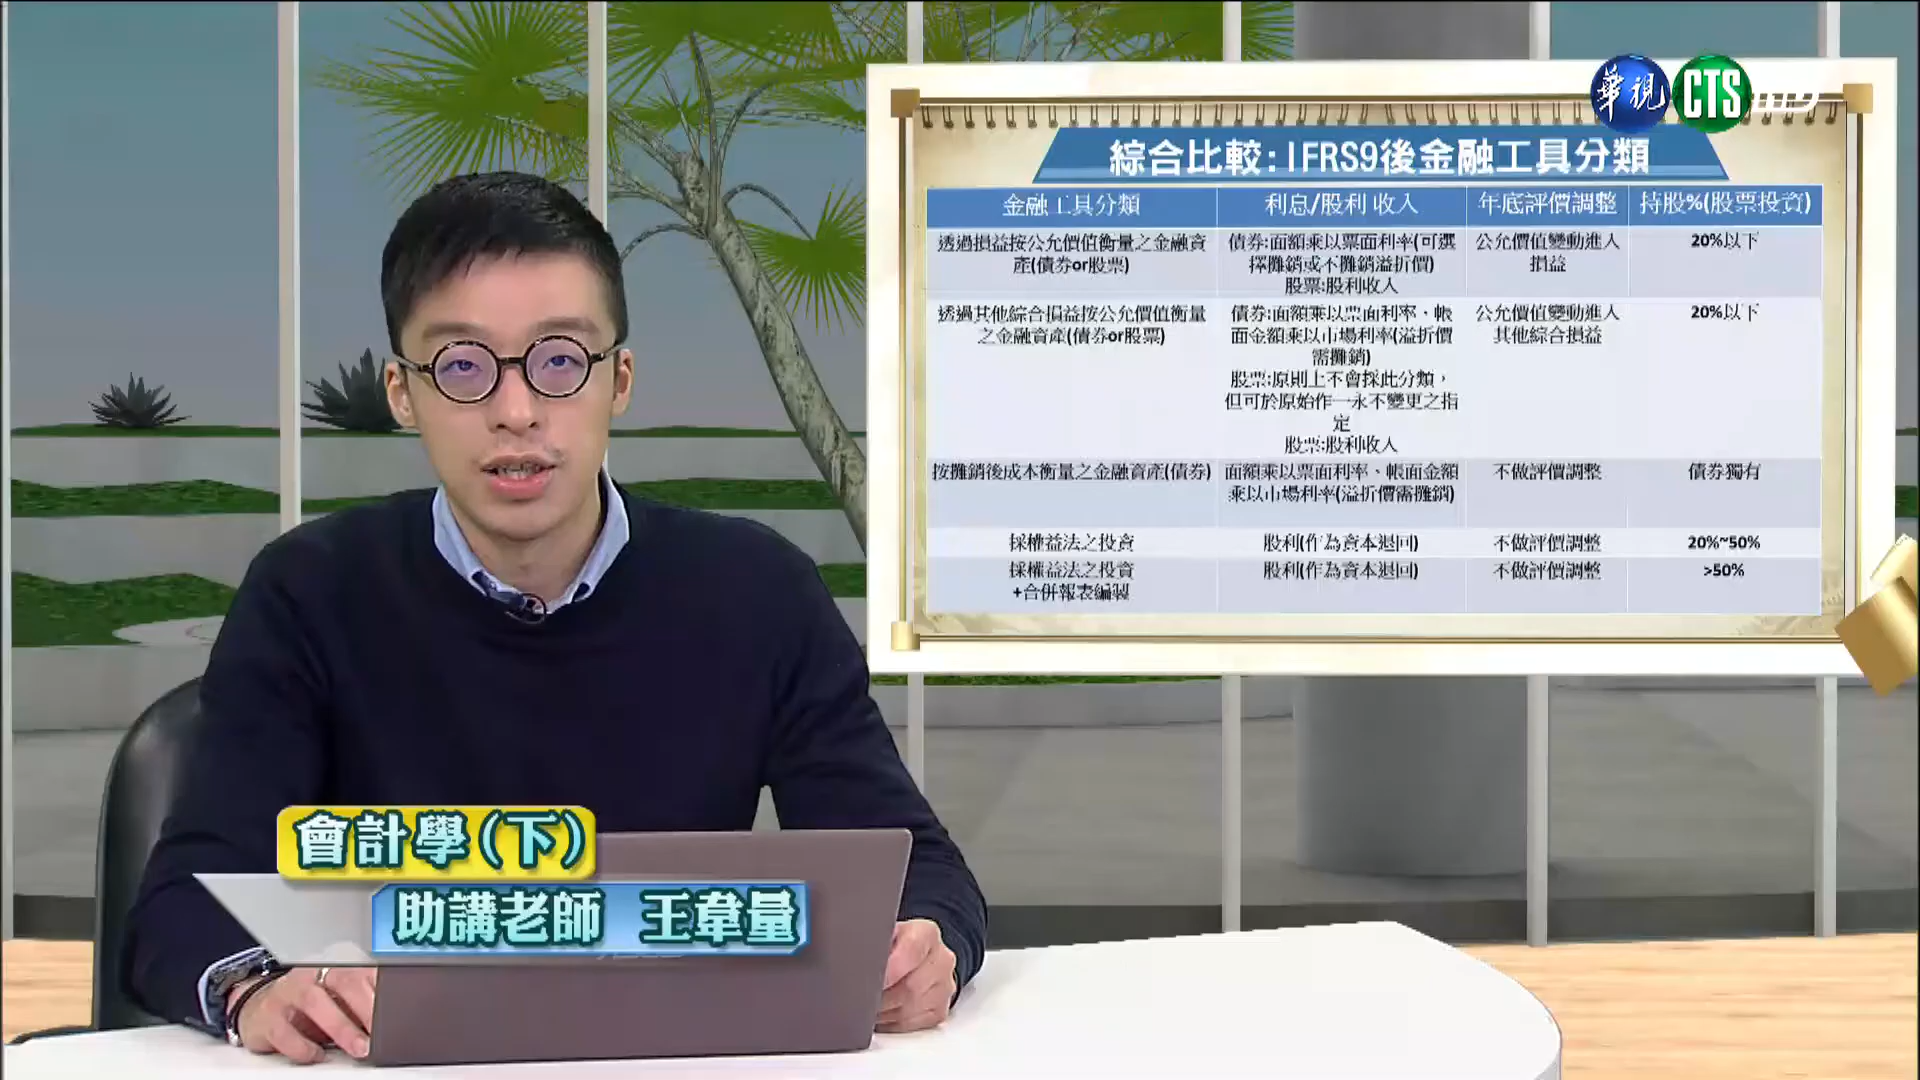 華視 CTS HD
綜合比較:IFRS9後金融工具分類
金融工具分類 利息/股利 收入 年底評價調整 持股%(股票投資)
透過損益按公允價值衡量之金融資
產(債券or股票)
債券:面額乘以票面利率(可選
擇攤銷或不攤銷溢折價)
股票:股利收入
公允價值變動進入
損益
20%以下
透過其他綜合損益按公允價值衡量
之金融資產(債券or股票)
債券:面額乘以票面利率、帳
面金額乘以市場利率(溢折價
需攤銷)
股票:原則上不會採此分類,
但可於原始作一永不變更之指
定
股票:股利收入
公允價值變動進入
其他綜合損益
20%以下
按攤銷後成本衡量之金融資產(債券)
面額乘以票面利率、帳面金額
乘以市場利率(溢折價需攤銷)
不做評價調整
債券獨有
採權益法之投資
股利(作為資本退回)
不做評價調整
20%~50%
採權益法之投資
+合併報表編製
股利(作為資本退回)
不做評價調整
>50%
會計學(下)
助講老師 王韋量